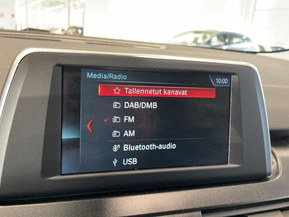 Media/Radio
10:00
Tallennetut kanavat
DAB/DMB
FM
AM
Bluetooth-audio
USB